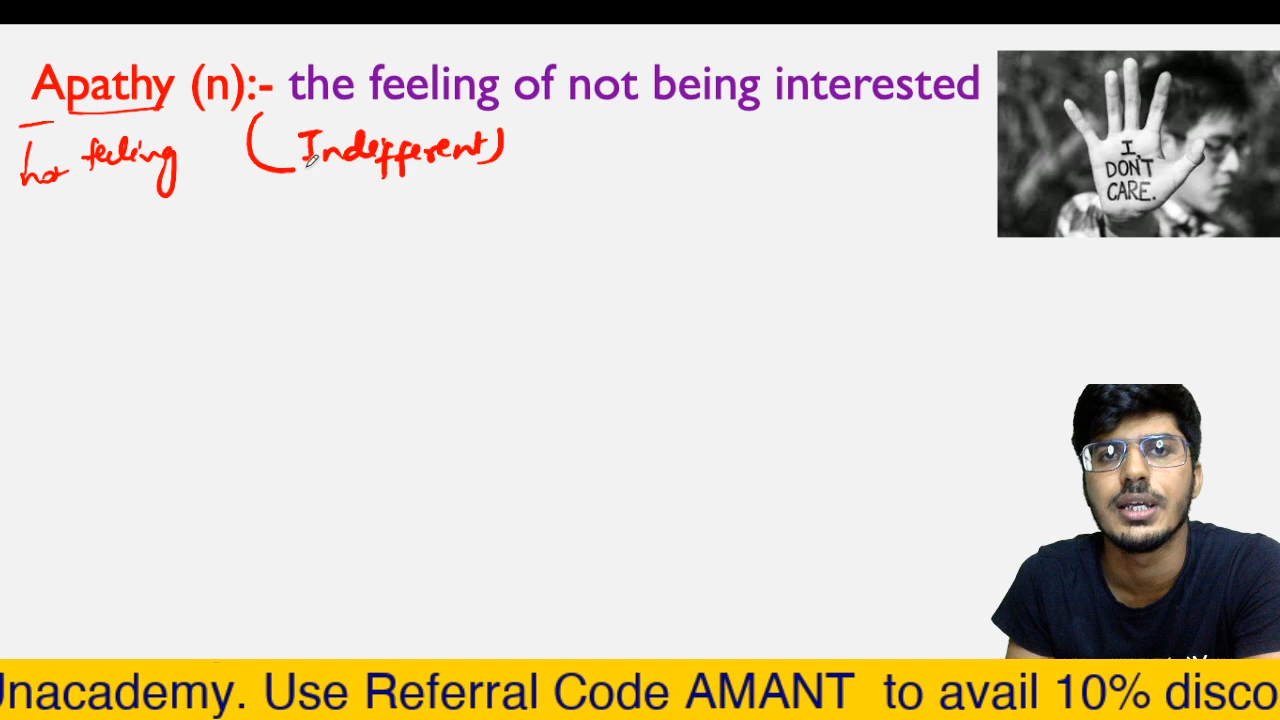 Apathy (n):- the feeling of not being interested
not feeling (Indifferent)
I
DON'T
CARE.
Unacademy. Use Referral Code AMANT to avail 10% disco